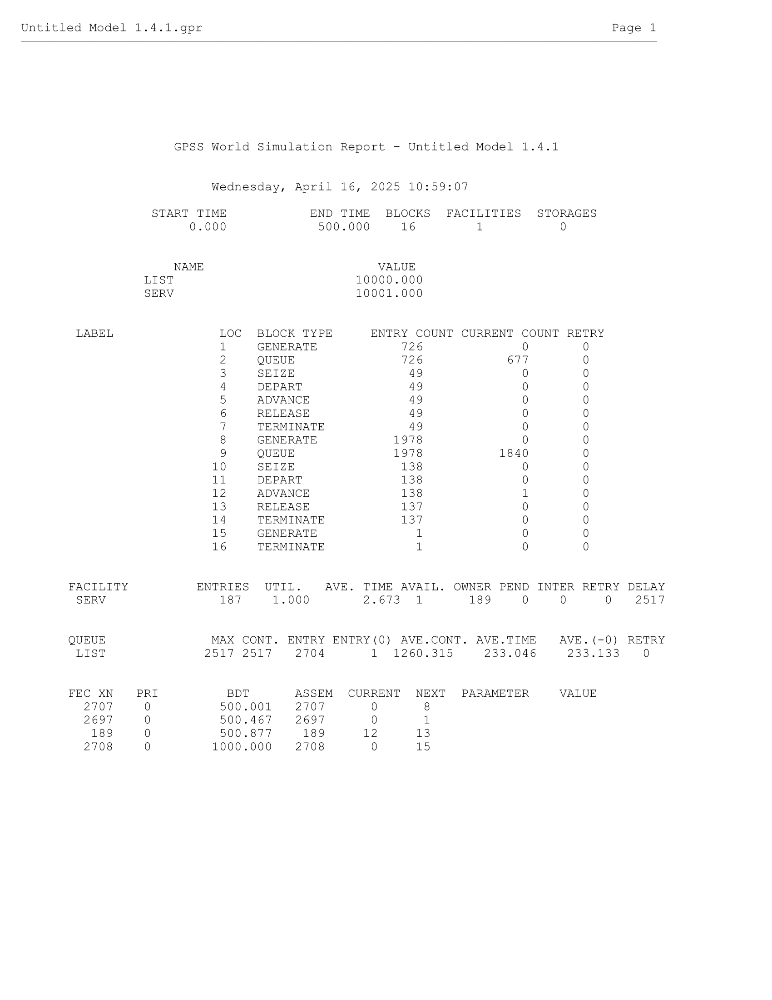 Untitled Model 1.4.1.gpr Page 1
GPSS World Simulation Report - Untitled Model 1.4.1
Wednesday, April 16, 2025 10:59:07
START TIME END TIME BLOCKS FACILITIES STORAGES
0.000 500.000 16 1 0
NAME VALUE
LIST 10000.000
SERV 10001.000
LABEL LOC BLOCK TYPE ENTRY COUNT CURRENT COUNT RETRY
1 GENERATE 726 0 0
2 QUEUE 726 677 0
3 SEIZE 49 0 0
4 DEPART 49 0 0
5 ADVANCE 49 0 0
6 RELEASE 49 0 0
7 TERMINATE 49 0 0
8 GENERATE 1978 0 0
9 QUEUE 1978 1840 0
10 SEIZE 138 0 0
11 DEPART 138 0 0
12 ADVANCE 138 1 0
13 RELEASE 137 0 0
14 TERMINATE 137 0 0
15 GENERATE 1 0 0
16 TERMINATE 1 0 0
FACILITY ENTRIES UTIL. AVE. TIME AVAIL. OWNER PEND INTER RETRY DELAY
SERV 187 1.000 2.673 1 189 0 0 0 2517
QUEUE MAX CONT. ENTRY ENTRY(0) AVE.CONT. AVE.TIME AVE.(-0) RETRY
LIST 2517 2517 2704 1 1260.315 233.046 233.133 0
FEC XN PRI BDT ASSEM CURRENT NEXT PARAMETER VALUE
2707 0 500.001 2707 0 8
2697 0 500.467 2697 0 1
189 0 500.877 189 12 13
2708 0 1000.000 2708 0 15